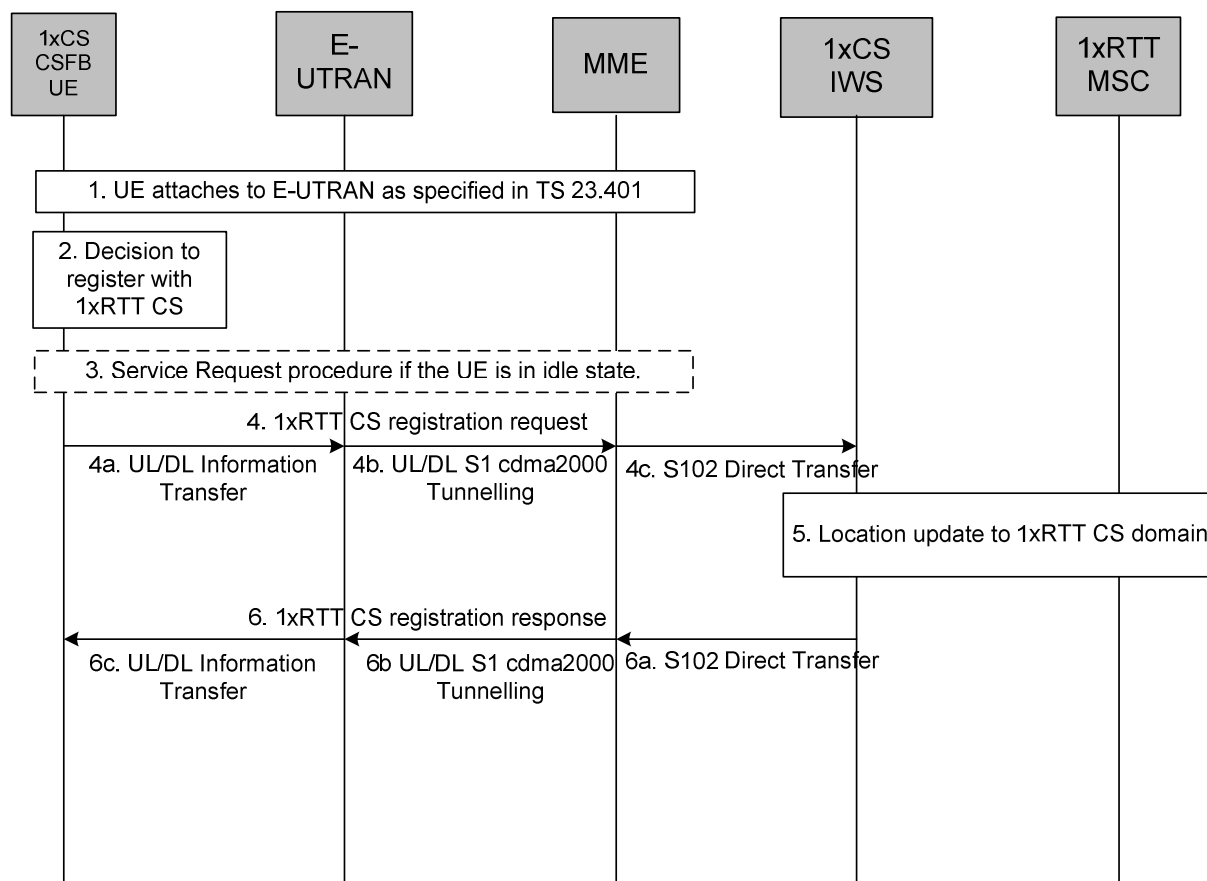 1xCS
CSFB
UE
E-
UTRAN
MME
1xCS
IWS
1xRTT
MSC
1. UE attaches to E-UTRAN as specified in TS 23.401
2. Decision to
register with
1xRTT CS
3. Service Request procedure if the UE is in idle state.
4. 1xRTT CS registration request
4a. UL/DL Information
Transfer
4b. UL/DL S1 cdma2000
Tunnelling
4c. S102 Direct Transfer
5. Location update to 1xRTT CS domain
6. 1xRTT CS registration response
6c. UL/DL Information
Transfer
6b UL/DL S1 cdma2000
Tunnelling
6a. S102 Direct Transfer